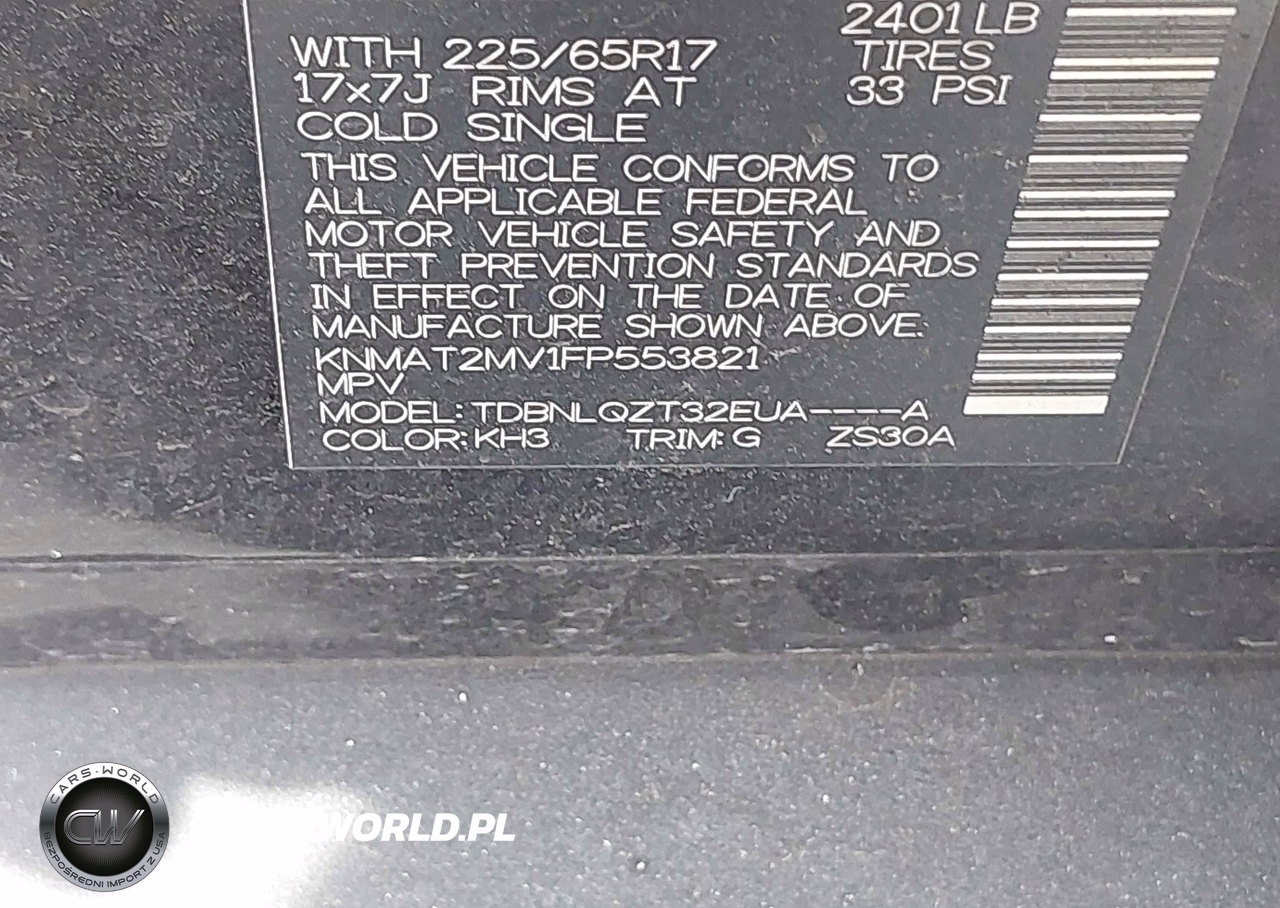 2401 LB
WITH 225/65R17 TIRES
17x7J RIMS AT 33 PSI
COLD SINGLE
THIS VEHICLE CONFORMS TO
ALL APPLICABLE FEDERAL
MOTOR VEHICLE SAFETY AND
THEFT PREVENTION STANDARDS
IN EFFECT ON THE DATE OF
MANUFACTURE SHOWN ABOVE.
KNMAT2MV1FP553821
MPV
MODEL: TDBNLQZT32EUA----A
COLOR: KH3 TRIM: G ZS30A
CARS-WORLD
CW
BEZPOŚREDNI IMPORT Z USA
WORLD.PL